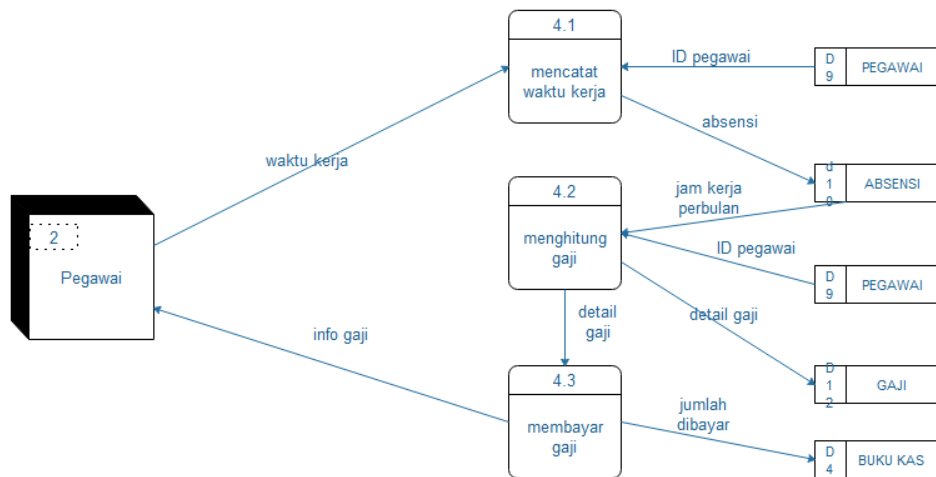 4.1
mencatat
waktu kerja
ID pegawai
D
9
PEGAWAI
absensi
waktu kerja
d
1
0
ABSENSI
4.2
menghitung
gaji
jam kerja
perbulan
2
Pegawai
ID pegawai
D
9
PEGAWAI
info gaji
detail
gaji
detail gaji
D
1
2
GAJI
4.3
membayar
gaji
jumlah
dibayar
D
4
BUKU KAS